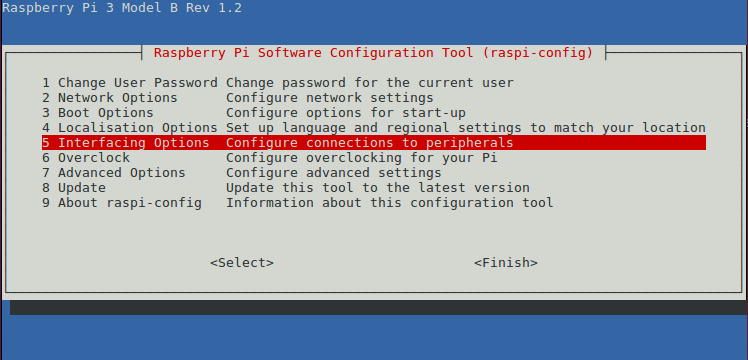 Raspberry Pi 3 Model B Rev 1.2
Raspberry Pi Software Configuration Tool (raspi-config)
1 Change User Password Change password for the current user
2 Network Options Configure network settings
3 Boot Options Configure options for start-up
4 Localisation Options Set up language and regional settings to match your location
5 Interfacing Options Configure connections to peripherals
6 Overclock Configure overclocking for your Pi
7 Advanced Options Configure advanced settings
8 Update Update this tool to the latest version
9 About raspi-config Information about this configuration tool
<Select> <Finish>